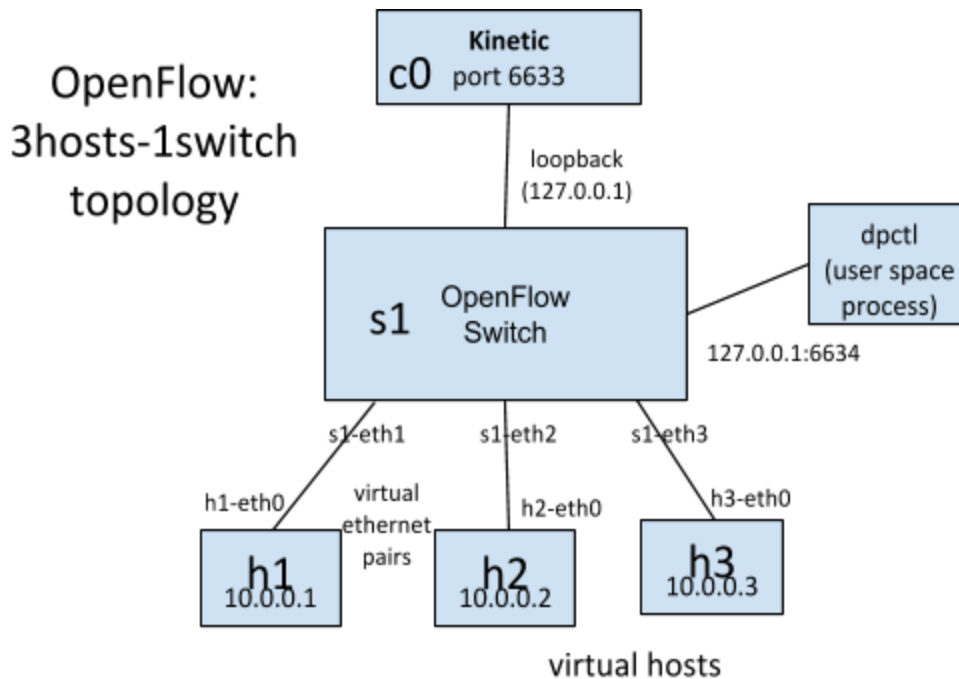 OpenFlow:
3hosts-1switch
topology
Kinetic
c0 port 6633
loopback
(127.0.0.1)
dpctl
(user space
process)
s1 OpenFlow
Switch
127.0.0.1:6634
s1-eth1
s1-eth2
s1-eth3
h1-eth0
virtual
ethernet
pairs
h2-eth0
h3-eth0
h1
10.0.0.1
h2
10.0.0.2
h3
10.0.0.3
virtual hosts